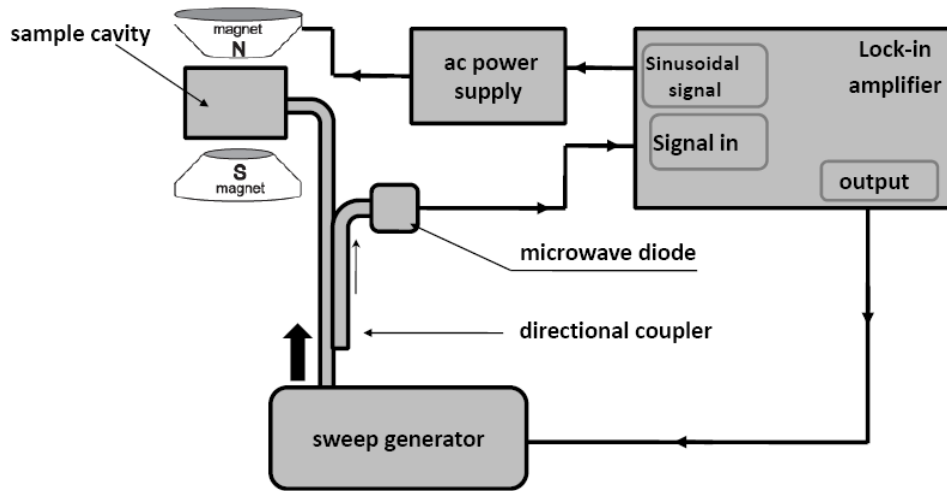 sample cavity
magnet
N
S
magnet
ac power
supply
Sinusoidal
signal
Lock-in
amplifier
Signal in
output
microwave diode
directional coupler
sweep generator